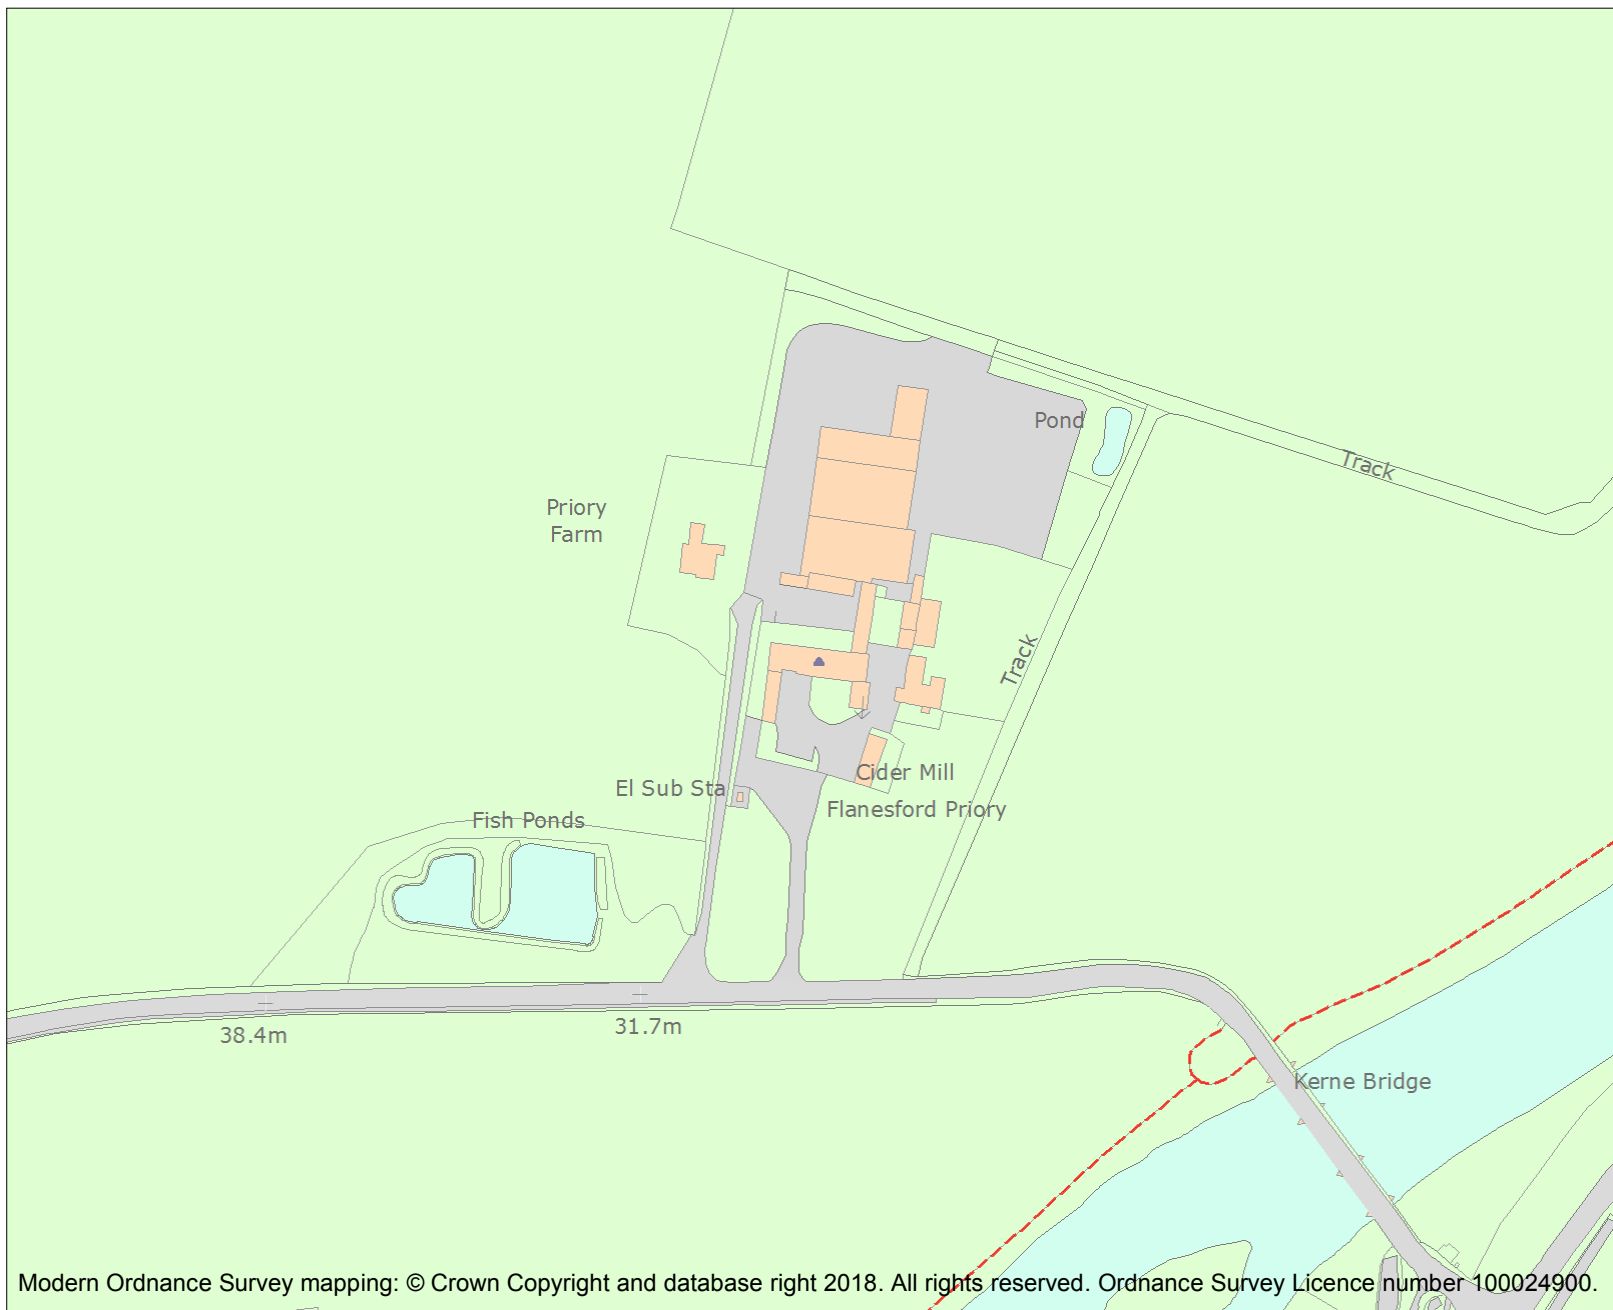 Pond
Track
Priory
Farm
Track
Cider Mill
El Sub Sta
Flanesford Priory
Fish Ponds
38.4m
31.7m
Kerne Bridge
Modern Ordnance Survey mapping: © Crown Copyright and database right 2018. All rights reserved. Ordnance Survey Licence number 100024900.